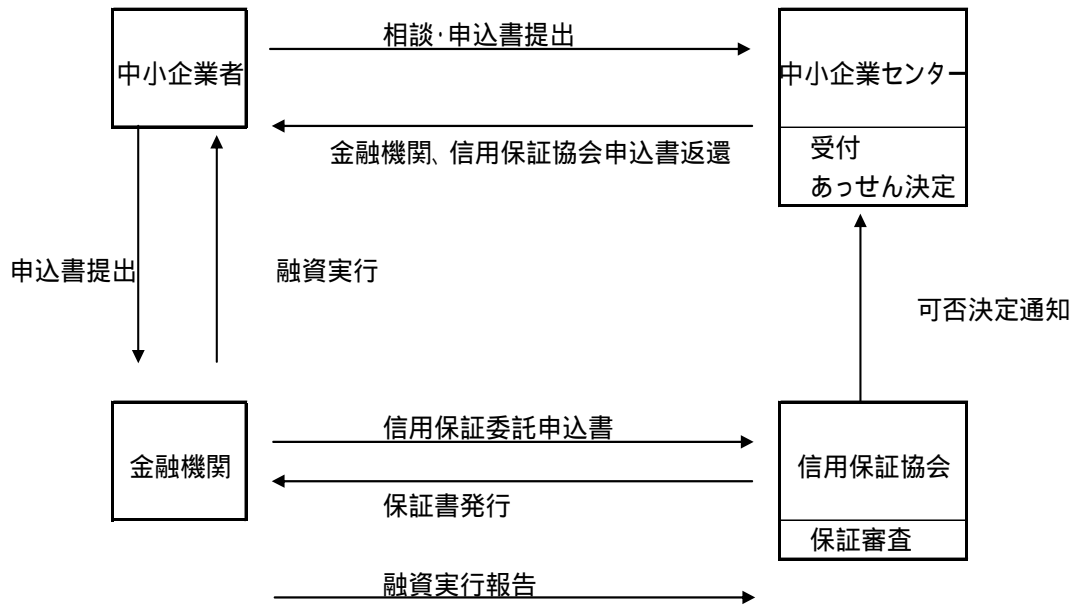 相談・申込書提出
中小企業者
中小企業センター
金融機関、信用保証協会申込書返還
受付
あっせん決定
申込書提出
融資実行
可否決定通知
信用保証委託申込書
金融機関
信用保証協会
保証書発行
保証審査
融資実行報告